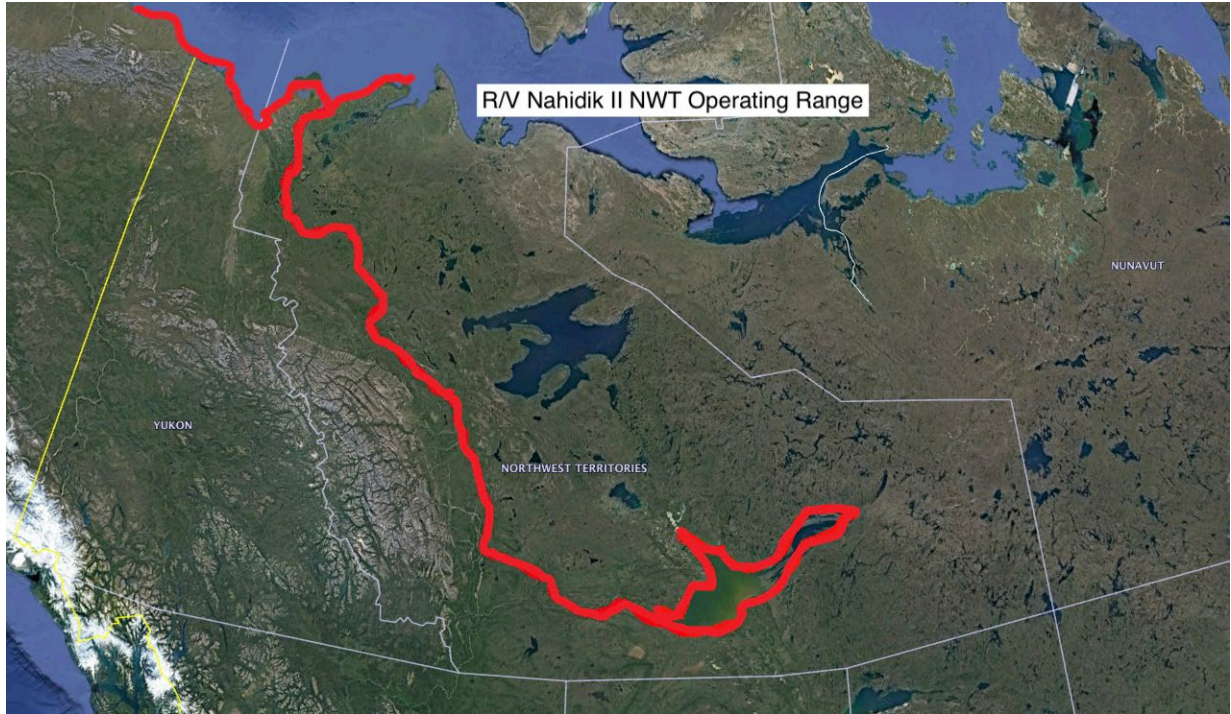 R/V Nahidik II NWT Operating Range
NUNAVUT
YUKON
NORTHWEST TERRITORIES